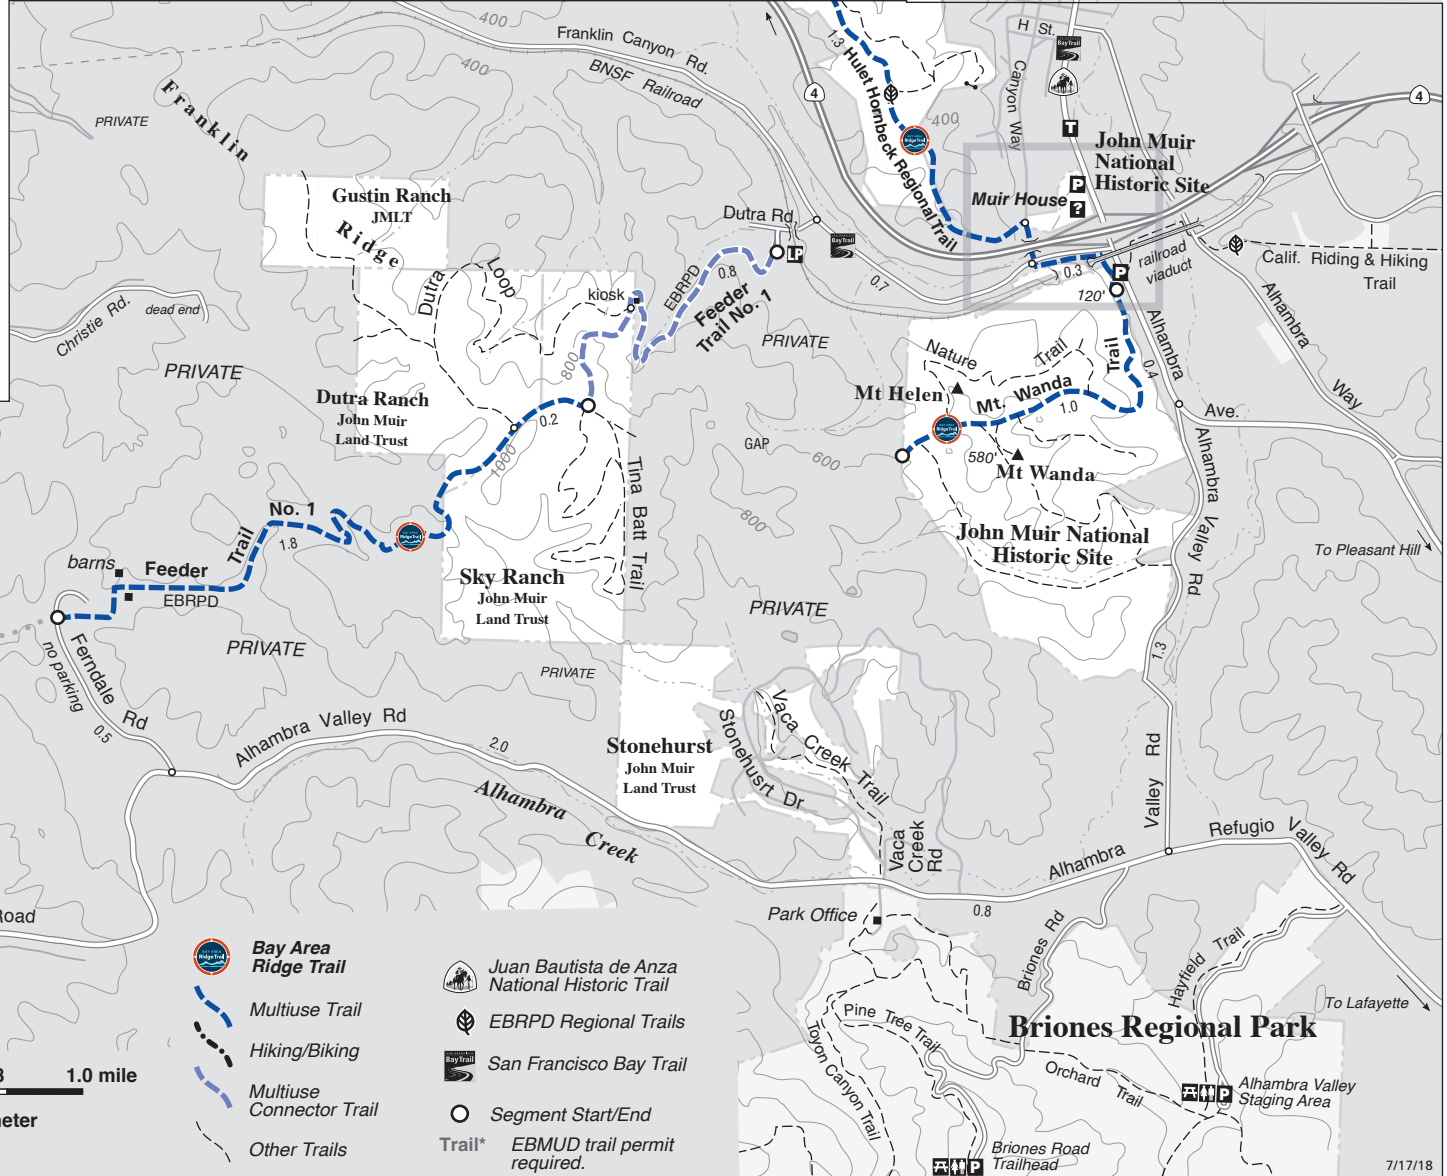 400
Franklin Canyon Rd.
BNSF Railroad
400
PRIVATE
Franklin
1.3
Hulet Hornbeck Regional Trail
4
400
H St.
BayTrail
Canyon Way
T
John Muir
National
Historic Site
P
Muir House
?
4
Gustin Ranch
JMLT
Ridge
Dutra Rd
LP
BayTrail
0.7
0.3
P
120'
railroad
viaduct
Calif. Riding & Hiking
Trail
Dutra
Loop
kiosk
EBRPD
0.8
Feeder
Trail No. 1
PRIVATE
Christie Rd.
dead end
PRIVATE
800
Alhambra
Way
Nature
Trail
Trail
Alhambra
0.4
Ave.
Mt Helen
Mt. Wanda
1.0
580'
Mt Wanda
Dutra Ranch
John Muir
Land Trust
0.2
1000
GAP
600
800
Tina Batt Trail
Alhambra Valley Rd
To Pleasant Hill
John Muir National
Historic Site
No. 1
1.8
Trail
barns
Feeder
EBRPD
Sky Ranch
John Muir
Land Trust
PRIVATE
PRIVATE
PRIVATE
Ferndale Rd
no parking
0.5
Alhambra Valley Rd
2.0
Alhambra
Creek
Stonehurst
John Muir
Land Trust
Stonehusrt Dr
Vaca Creek Trail
Vaca
Creek
Rd
1.3
Valley Rd
Alhambra
Refugio Valley Rd
0.8
Park Office
Briones Rd
Hayfield Trail
To Lafayette
Pine Tree Trail
Toyon Canyon Trail
Briones Regional Park
Orchard Trail
P
Alhambra Valley
Staging Area
P
Briones Road
Trailhead
Road
1.0 mile
Bay Area
Ridge Trail
Multiuse Trail
Hiking/Biking
Multiuse
Connector Trail
Other Trails
Juan Bautista de Anza
National Historic Trail
EBRPD Regional Trails
BayTrail
San Francisco Bay Trail
Segment Start/End
Trail* EBMUD trail permit
required.
7/17/18